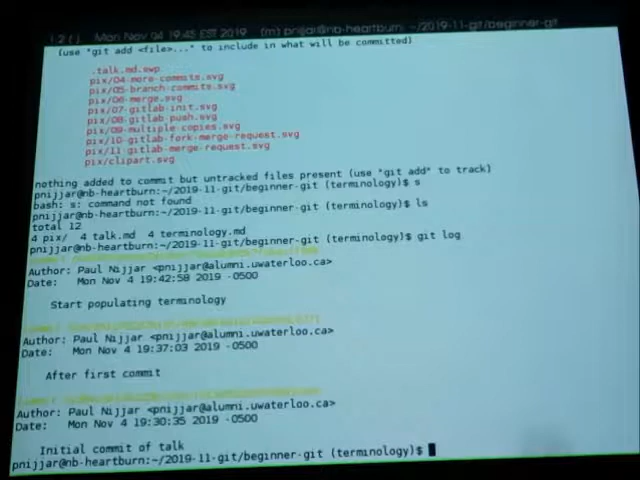 1.2 ( ) Mon Nov 04 19:45 EST 2019 (m) pnijjar@nb-heartburn: ~/2019-11-git/beginner-git
(use "git add <file>..." to include in what will be committed)
.talk.md.swp
pix/04-more-commits.svg
pix/05-branch-commits.svg
pix/06-merge.svg
pix/07-gitlab-init.svg
pix/08-gitlab-push.svg
pix/09-multiple-copies.svg
pix/10-gitlab-fork-merge-request.svg
pix/11-gitlab-merge-request.svg
pix/clipart.svg
nothing added to commit but untracked files present (use "git add" to track)
pnijjar@nb-heartburn:~/2019-11-git/beginner-git (terminology)$ s
bash: s: command not found
pnijjar@nb-heartburn:~/2019-11-git/beginner-git (terminology)$ ls
total 12
4 pix/  4 talk.md  4 terminology.md
pnijjar@nb-heartburn:~/2019-11-git/beginner-git (terminology)$ git log
Author: Paul Nijjar <pnijjar@alumni.uwaterloo.ca>
Date: Mon Nov 4 19:42:58 2019 -0500
Start populating terminology
Author: Paul Nijjar <pnijjar@alumni.uwaterloo.ca>
Date: Mon Nov 4 19:37:03 2019 -0500
After first commit
Author: Paul Nijjar <pnijjar@alumni.uwaterloo.ca>
Date: Mon Nov 4 19:30:35 2019 -0500
Initial commit of talk
pnijjar@nb-heartburn:~/2019-11-git/beginner-git (terminology)$